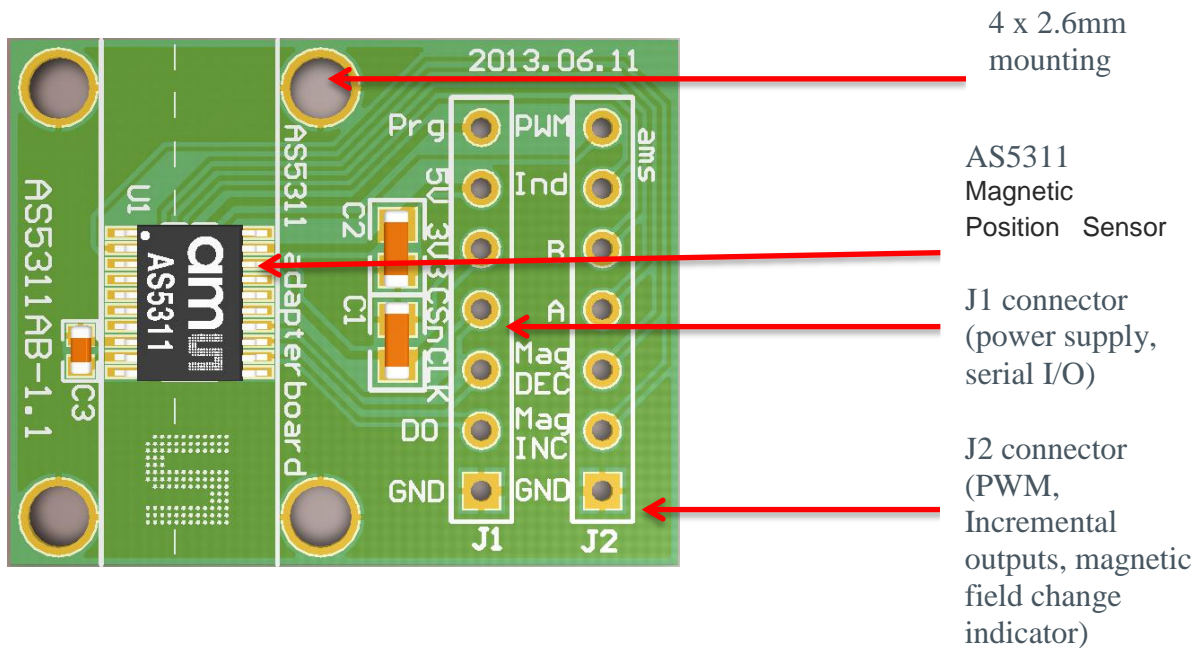 4 x 2.6mm
mounting
AS5311
Magnetic
Position Sensor
J1 connector
(power supply,
serial I/O)
J2 connector
(PWM,
Incremental
outputs, magnetic
field change
indicator)
2013.06.11
AS5311AB-1.1
U1
am
AS5311
C3
AS5311 adapterboard
C2
C1
Prg
5V
3V3
CSn
CLK
DO
GND
J1
PWM
Ind
B
A
Mag
DEC
Mag
INC
GND
J2
ams